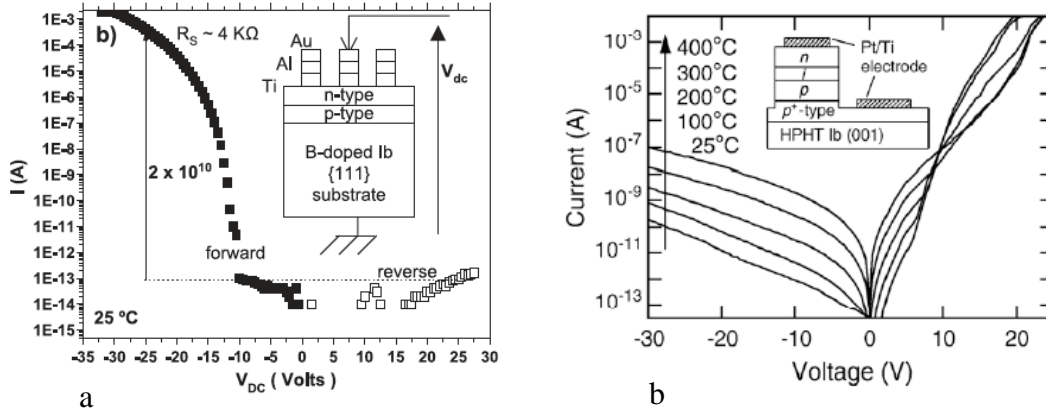 b)
R_S ~ 4 KΩ
Au
Al
Ti
n-type
p-type
B-doped Ib
{111}
substrate
V_dc
2 x 10^10
forward
reverse
25 ºC
I (A)
1E-3
1E-4
1E-5
1E-6
1E-7
1E-8
1E-9
1E-10
1E-11
1E-12
1E-13
1E-14
1E-15
-35 -30 -25 -20 -15 -10 -5 0 5 10 15 20 25 30
V_DC ( Volts )
a
Current (A)
10^-3
10^-5
10^-7
10^-9
10^-11
10^-13
400°C
300°C
200°C
100°C
25°C
n
i
p
p^+-type
HPHT Ib (001)
Pt/Ti
electrode
-30 -20 -10 0 10 20
Voltage (V)
b